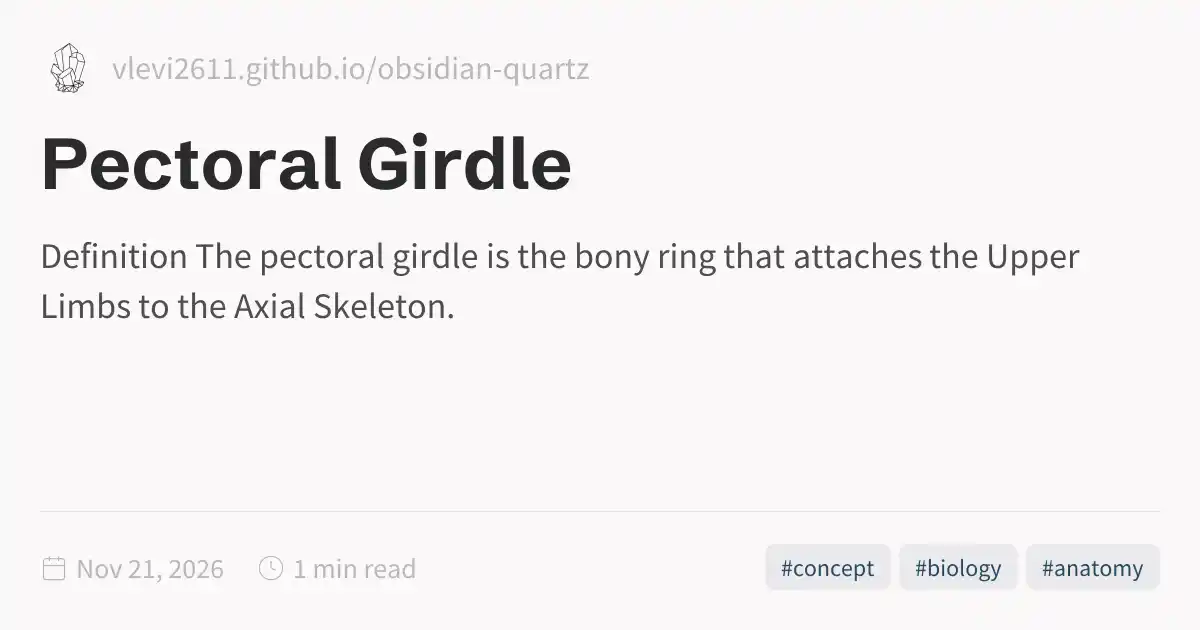 vlevi2611.github.io/obsidian-quartz
Pectoral Girdle
Definition The pectoral girdle is the bony ring that attaches the Upper
Limbs to the Axial Skeleton.
Nov 21, 2026 1 min read #concept #biology #anatomy